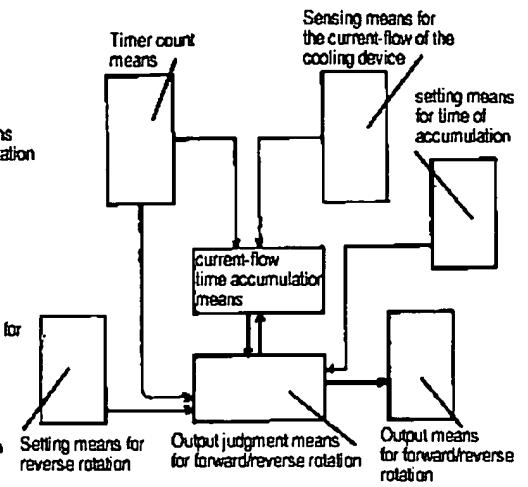 Timer count
means
Sensing means for
the current-flow of the
cooling device
setting means
for time of
accumulation
current-flow
time accumulation
means
for
Setting means for
reverse rotation
Output judgment means
for forward/reverse rotation
Output means
for forward/reverse
rotation